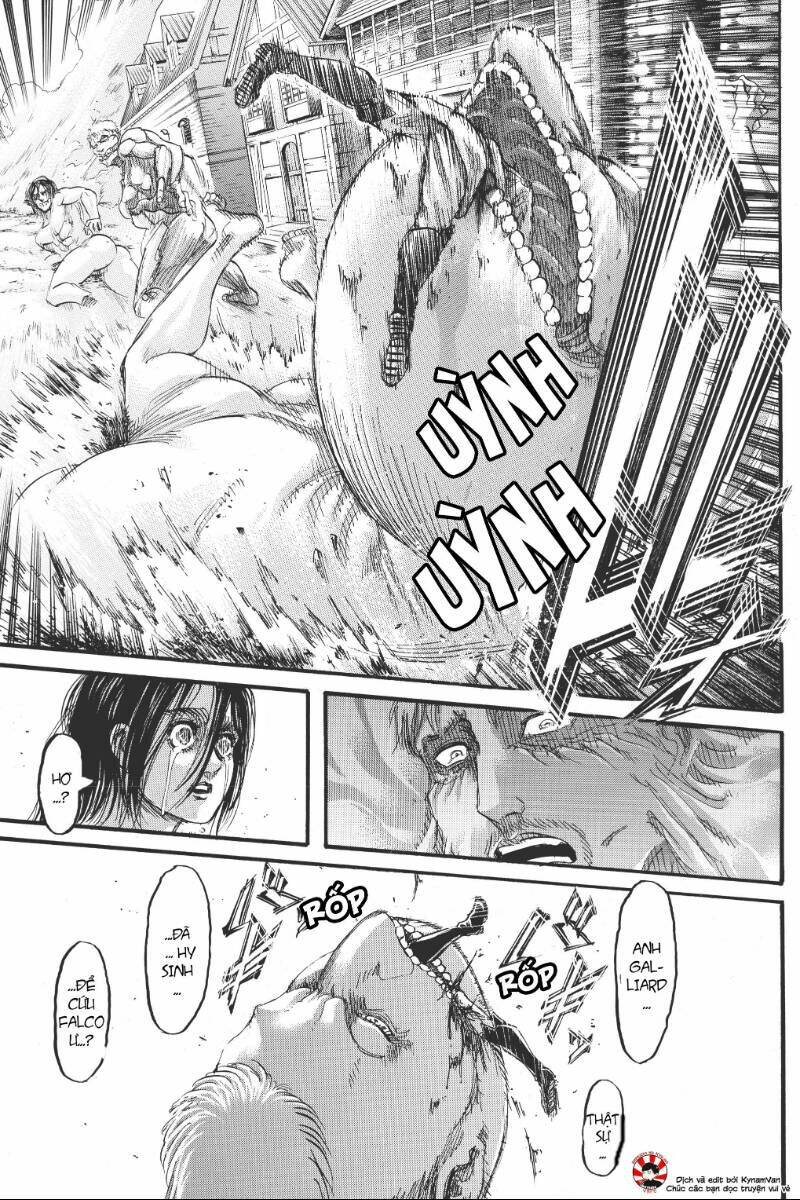 UỲNH
UỲNH
HƠ
...?
ANH
GAL-
LIARD
...
THẬT
SỰ
RỐP
RỐP
...ĐÃ
... HY
SINH
...
...ĐỂ
CỨU
FALCO
Ư...?
Dịch và edit bởi KynamVan
Chúc các bạn đọc truyện vui vẻ